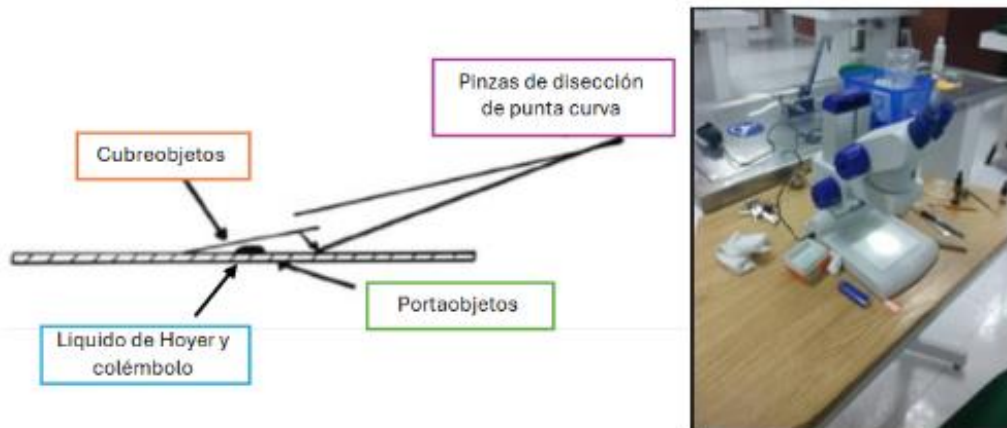 Pinzas de disección
de punta curva
Cubreobjetos
Portaobjetos
Liquido de Hoyer y
colémbolo